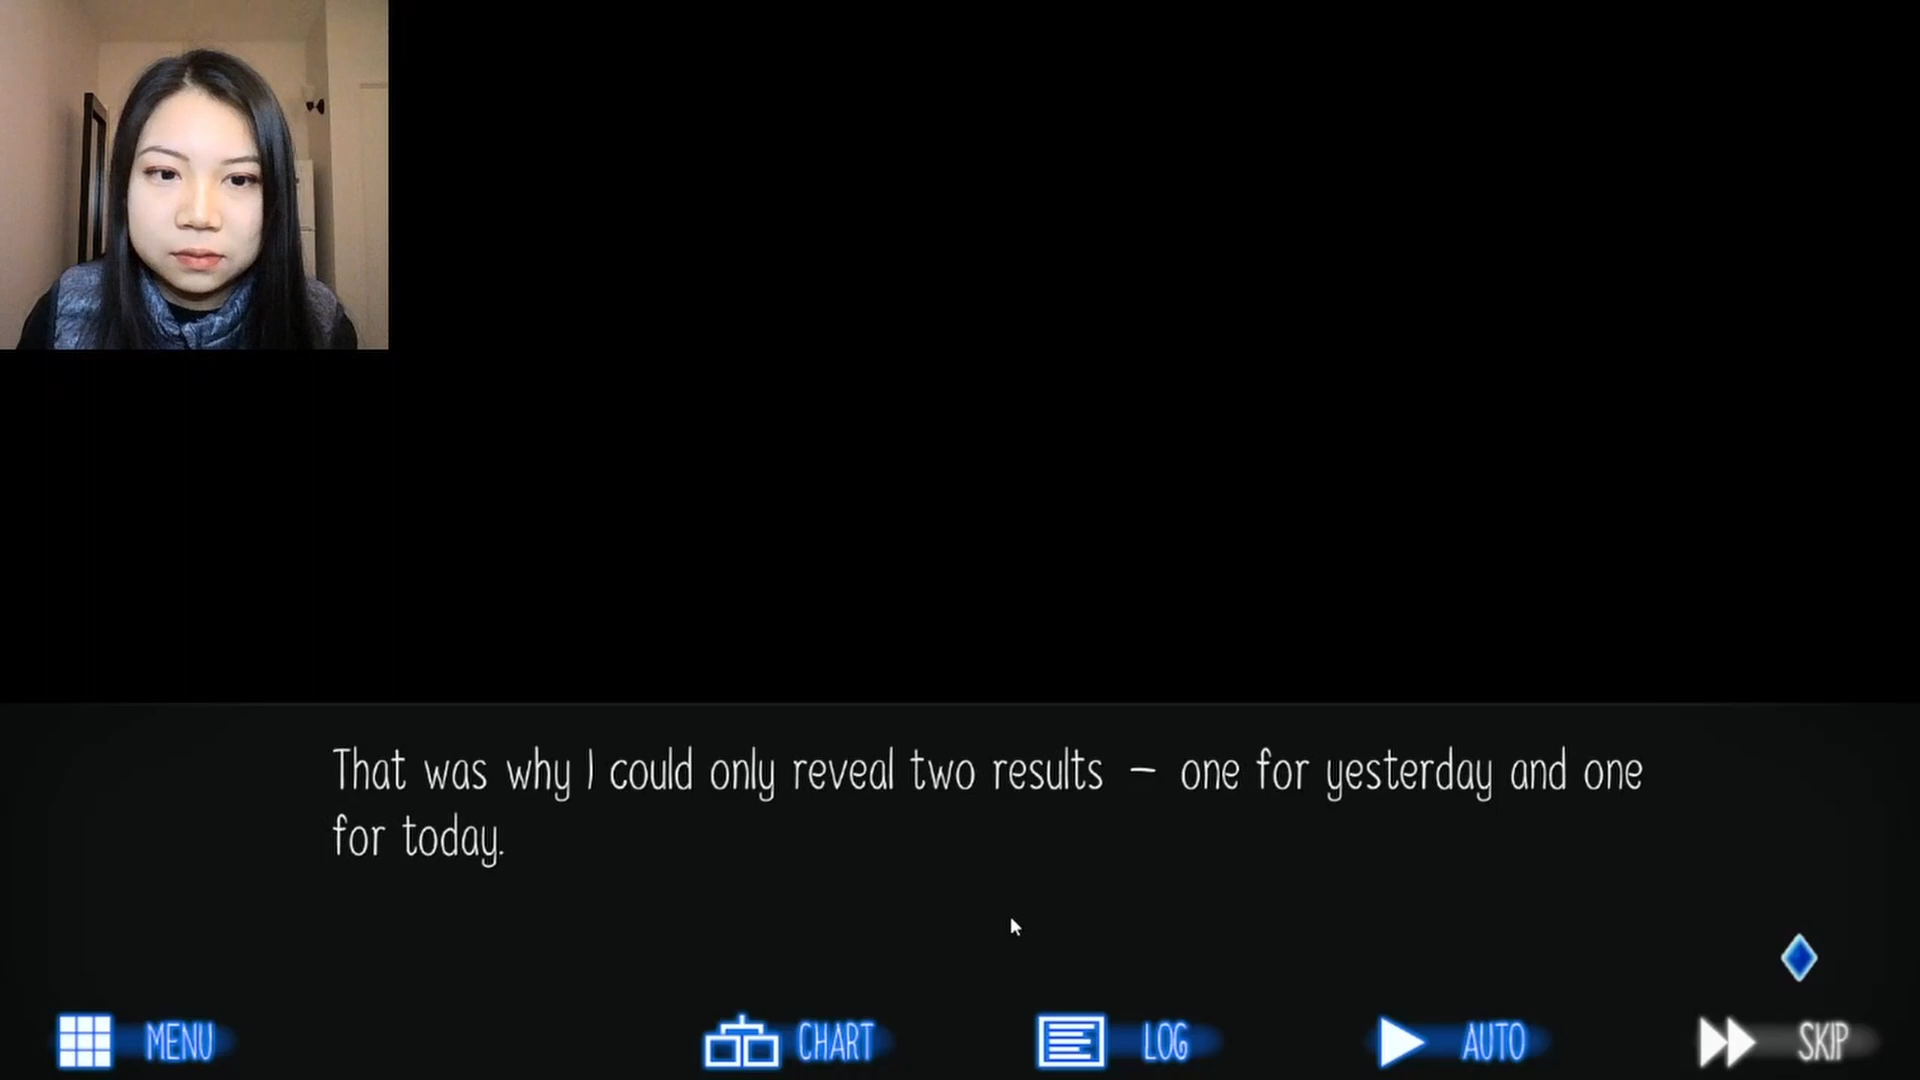 That was why I could only reveal two results – one for yesterday and one
for today.
MENU
CHART
LOG
AUTO
SKIP